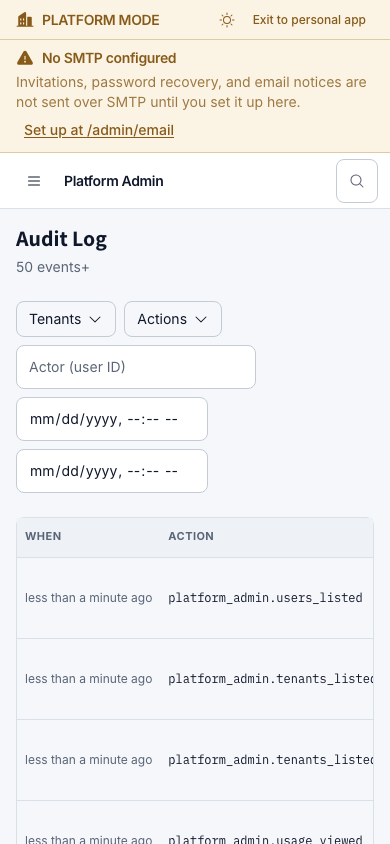 PLATFORM MODE
Exit to personal app
No SMTP configured
Invitations, password recovery, and email notices are
not sent over SMTP until you set it up here.
Set up at /admin/email
Platform Admin
Audit Log
50 events+
Tenants
Actions
Actor (user ID)
mm/dd/yyyy, --:-- --
mm/dd/yyyy, --:-- --
WHEN ACTION
less than a minute ago platform_admin.users_listed
less than a minute ago platform_admin.tenants_listed
less than a minute ago platform_admin.tenants_listed
less than a minute ago platform_admin.usage_viewed